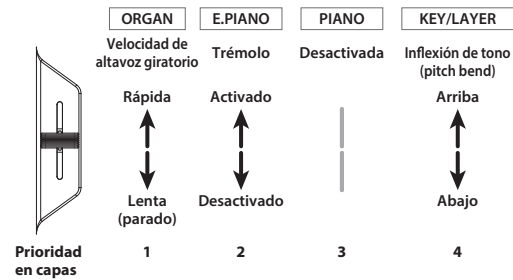 ORGAN E.PIANO PIANO KEY/LAYER
Velocidad de
altavoz giratorio
Trémolo
Desactivada
Inflexión de tono
(pitch bend)
Rápida Activado Arriba
Lenta
(parado)
Desactivado
Abajo
Prioridad
en capas
1 2 3 4